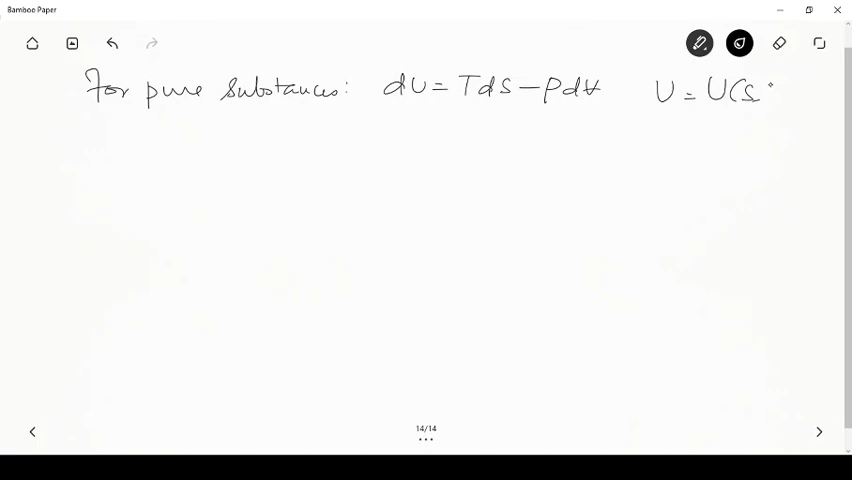 Bamboo Paper
For pure substances: dU = TdS - PdV U = U(S,
14/14